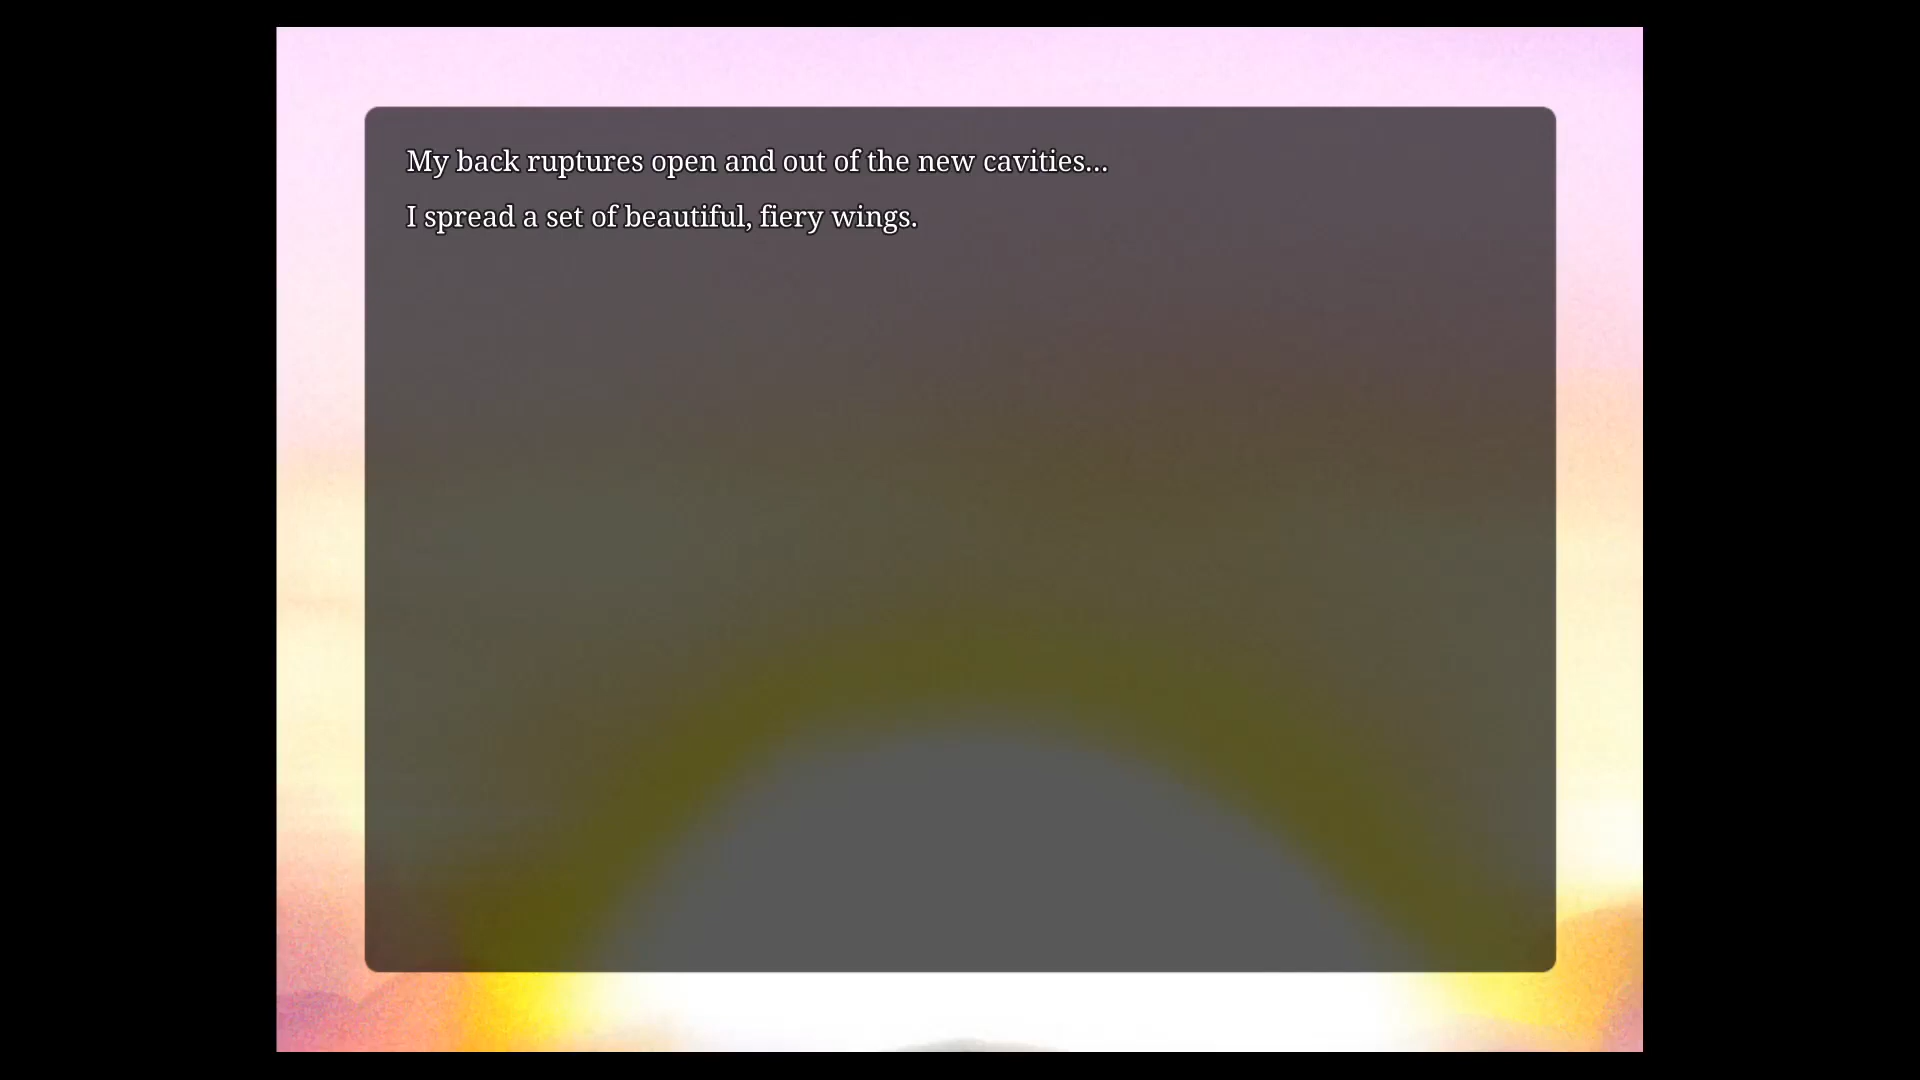 My back ruptures open and out of the new cavities...
I spread a set of beautiful, fiery wings.